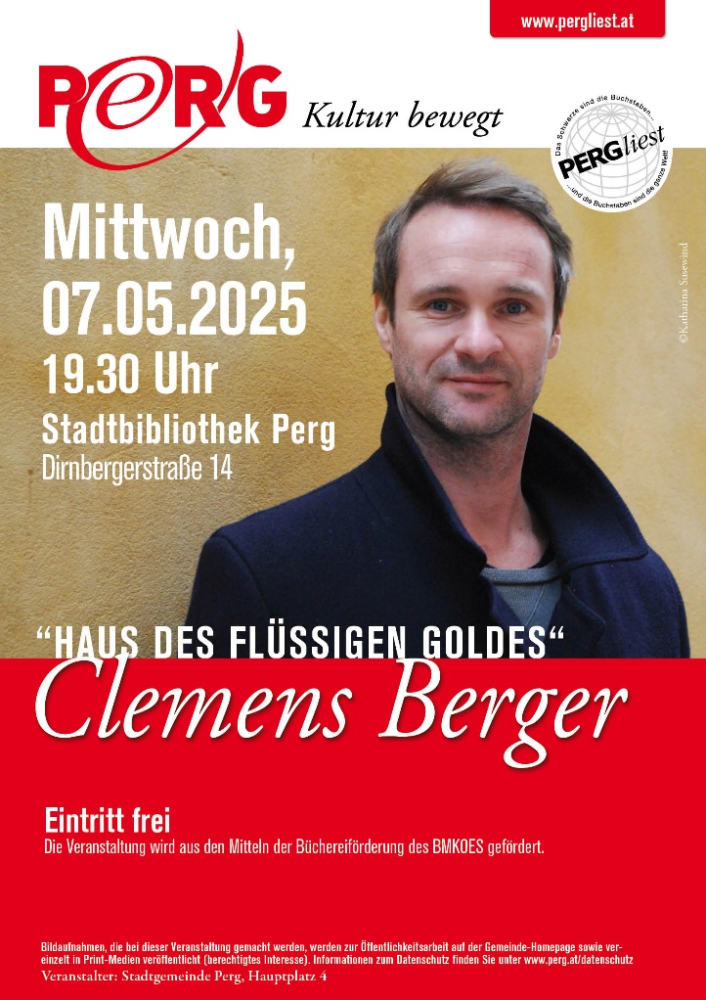 www.pergliest.at
PERG Kultur bewegt
Das Schwarze sind die Buchstaben...
PERGliest
...und die Buchstaben sind die ganze Welt!
©Katharina Susewind
Mittwoch,
07.05.2025
19.30 Uhr
Stadtbibliothek Perg
Dirnbergerstraße 14
“HAUS DES FLÜSSIGEN GOLDES“
Clemens Berger
Eintritt frei
Die Veranstaltung wird aus den Mitteln der Büchereiförderung des BMKOES gefördert.
Bildaufnahmen, die bei dieser Veranstaltung gemacht werden, werden zur Öffentlichkeitsarbeit auf der Gemeinde-Homepage sowie ver-
einzelt in Print-Medien veröffentlicht (berechtigtes Interesse). Informationen zum Datenschutz finden Sie unter www.perg.at/datenschutz
Veranstalter: Stadtgemeinde Perg, Hauptplatz 4